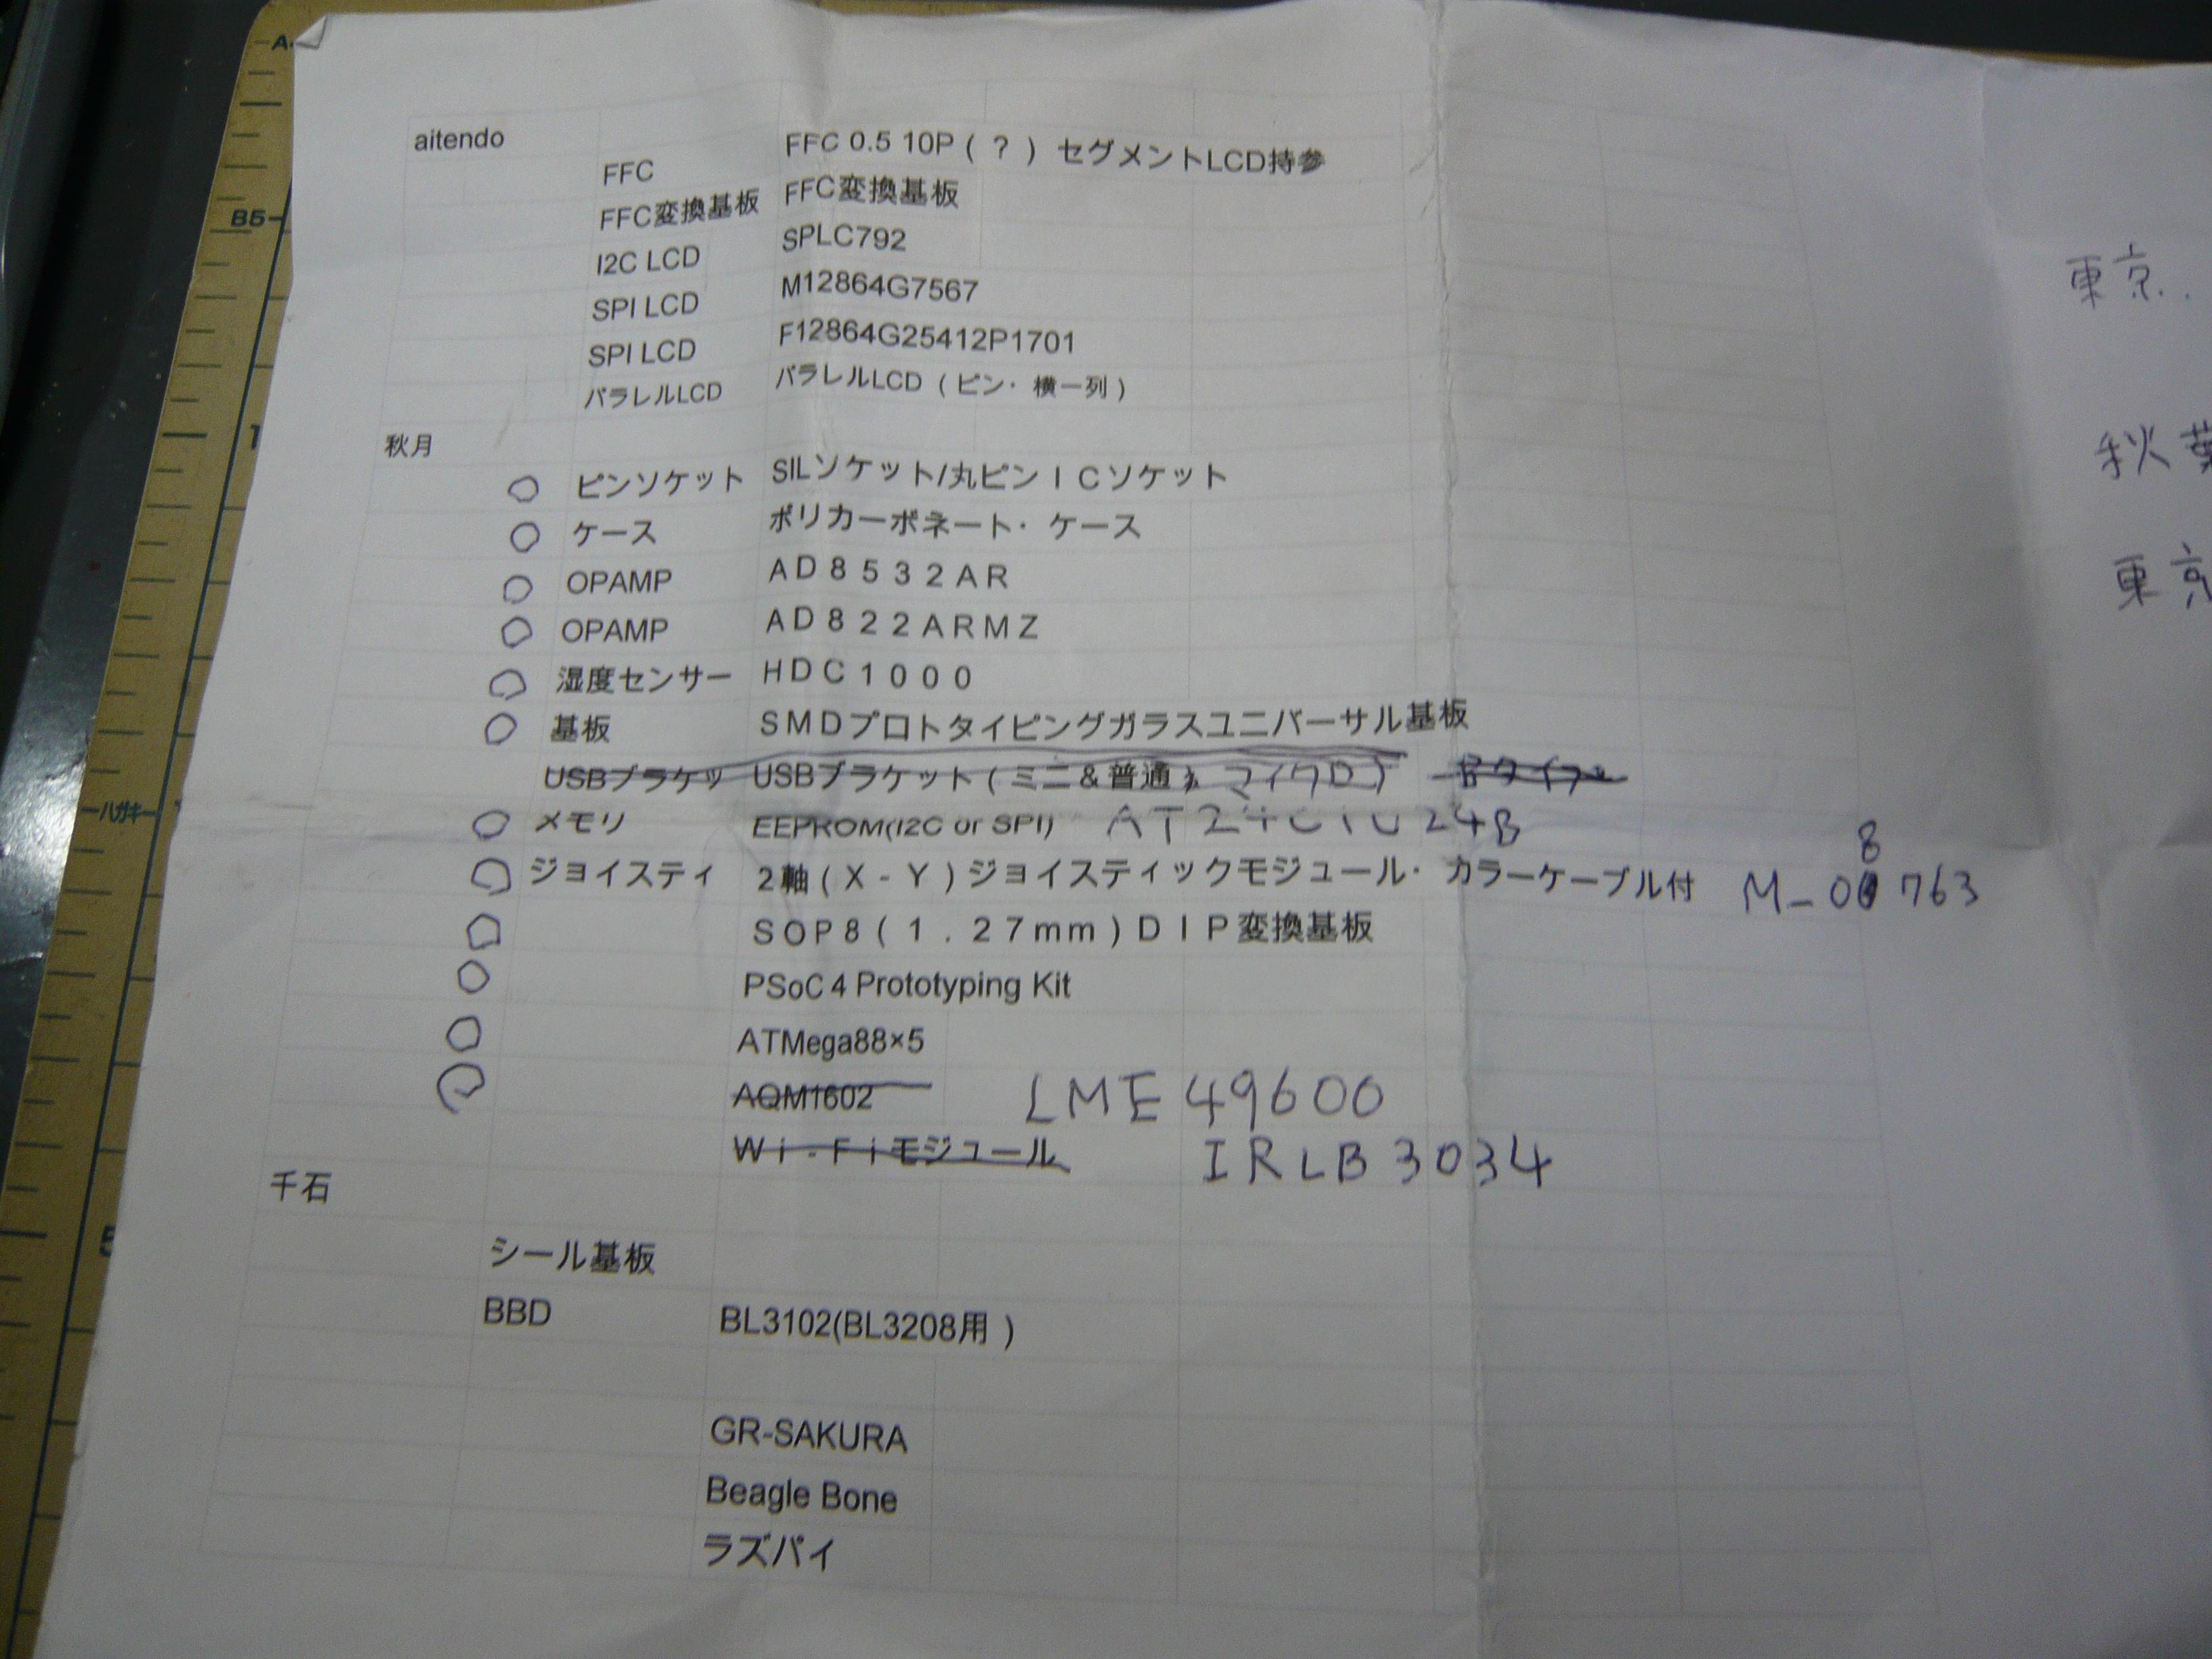 aitendo
FFC FFC 0.5 10P ( ? ) セグメントLCD持参
FFC変換基板 FFC変換基板
I2C LCD SPLC792
SPI LCD M12864G7567
SPI LCD F12864G25412P1701
パラレルLCD パラレルLCD ( ピン・横一列 )
秋月
ピンソケット SILソケット/丸ピンＩＣソケット
ケース ポリカーボネート・ケース
OPAMP ＡＤ８５３２ＡＲ
OPAMP ＡＤ８２２ＡＲＭＺ
湿度センサー ＨＤＣ１０００
基板 ＳＭＤプロトタイピングガラスユニバーサル基板
USBブラケッ USBブラケット ( ミニ&普通 ) マイクロ)
メモリ EEPROM(I2C or SPI) AT24C1024B
ジョイスティ 2軸 ( Ｘ - Ｙ ) ジョイスティックモジュール・カラーケーブル付 M-08763
ＳＯＰ８ ( １．２７ｍｍ ) ＤＩＰ変換基板
PSoC 4 Prototyping Kit
ATMega88×5
AQM1602 LME49600
Ｗｉ-Ｆｉモジュール IRLB3034
千石
シール基板
BBD BL3102(BL3208用 )
GR-SAKURA
Beagle Bone
ラズパイ
東京
秋葉
東京
A4
B5
ハガキ